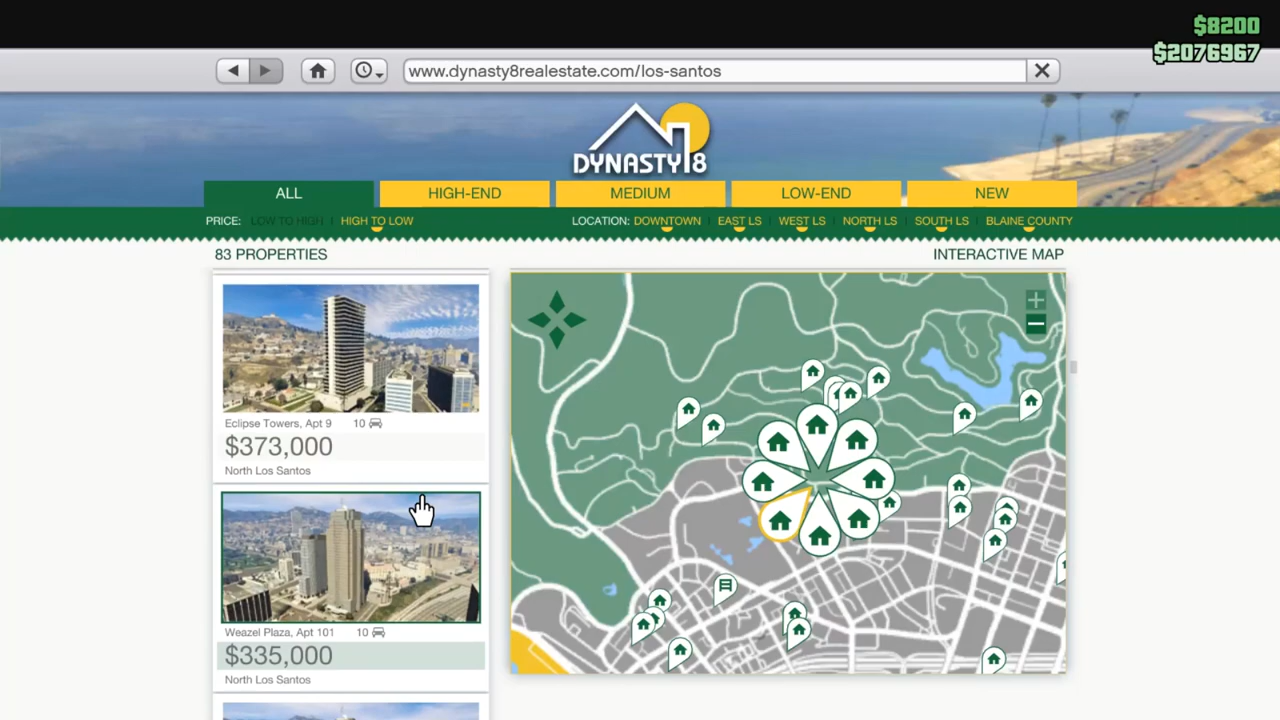 $8200
$2076967
www.dynasty8realestate.com/los-santos
DYNASTY 8
ALL HIGH-END MEDIUM LOW-END NEW
PRICE: LOW TO HIGH | HIGH TO LOW LOCATION: DOWNTOWN | EAST LS | WEST LS | NORTH LS | SOUTH LS | BLAINE COUNTY
83 PROPERTIES INTERACTIVE MAP
Eclipse Towers, Apt 9 10
$373,000
North Los Santos
Weazel Plaza, Apt 101 10
$335,000
North Los Santos